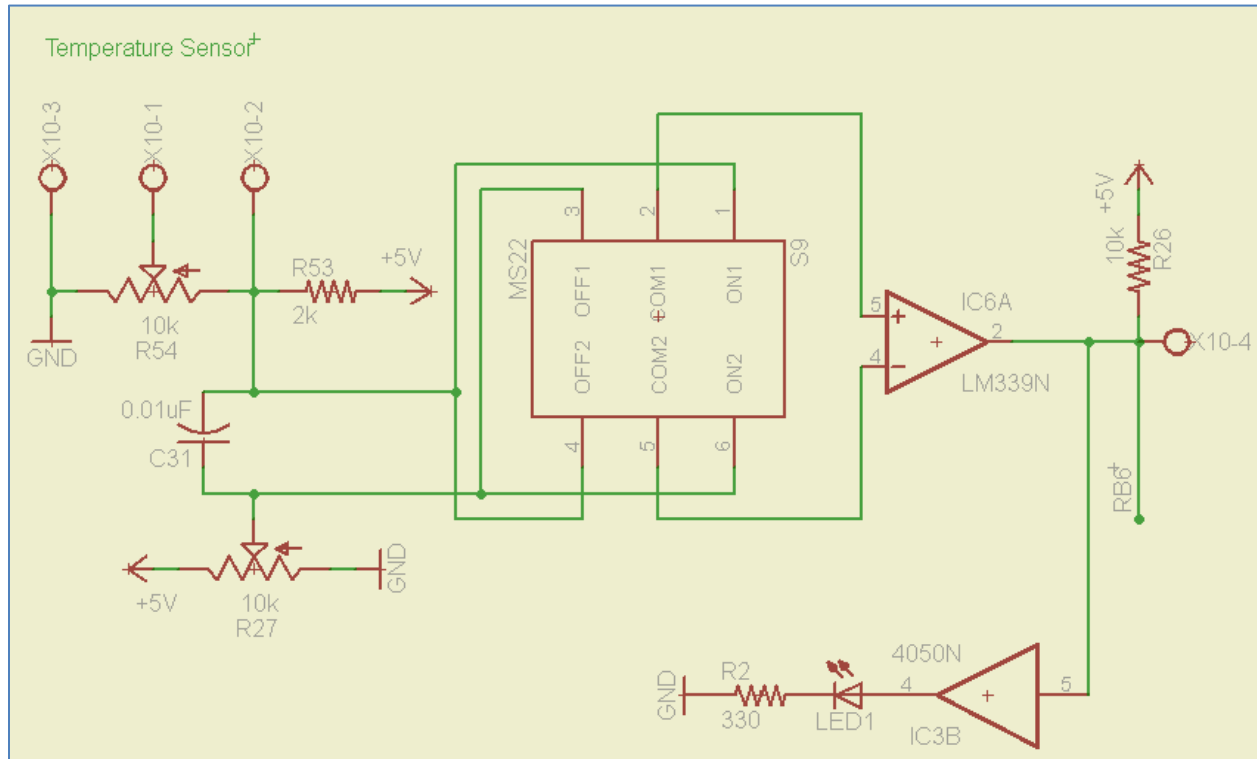 Temperature Sensor
X10-3
X10-1
X10-2
R53
2k
+5V
10k
R54
GND
0.01uF
C31
+5V
10k
R27
GND
MS22
S9
3
2
1
OFF1
COM1
ON1
OFF2
COM2
ON2
4
5
6
5
4
+
-
IC6A
2
LM339N
+5V
10k
R26
X10-4
RB6
4050N
5
4
IC3B
LED1
R2
330
GND